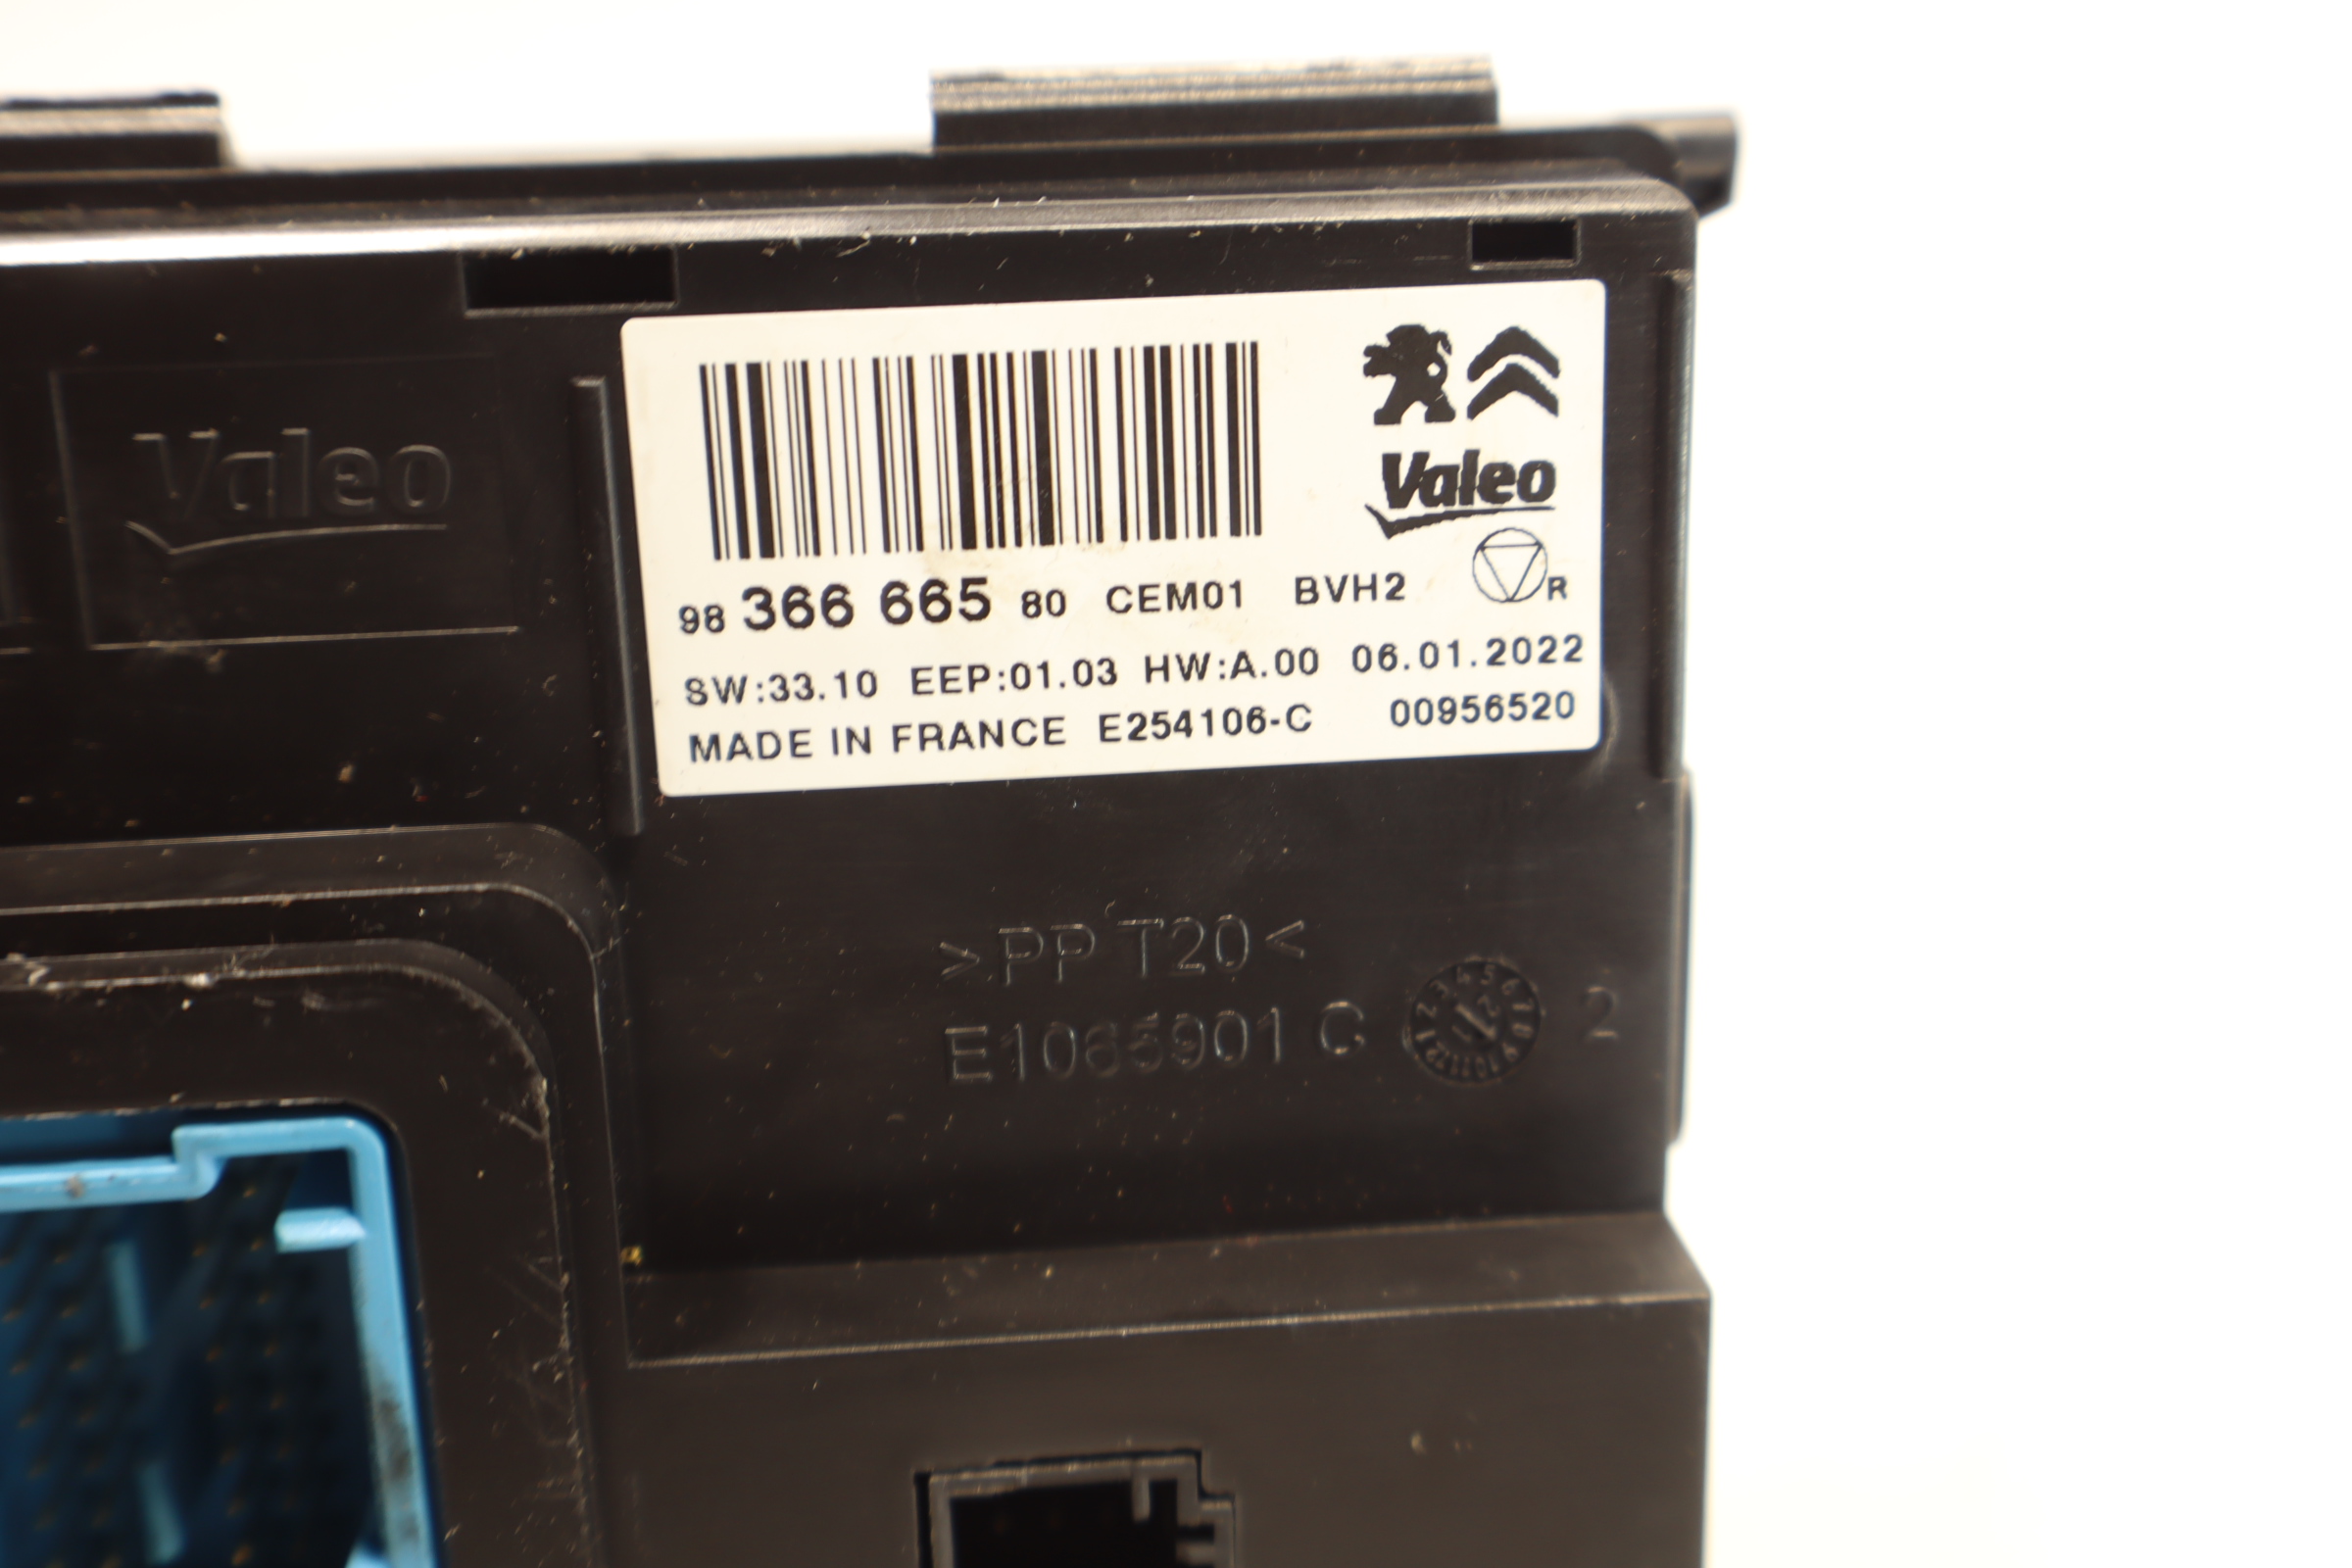 Valeo
Valeo
98 366 665 80 CEM01 BVH2 R
SW:33.10 EEP:01.03 HW:A.00 06.01.2022
MADE IN FRANCE E254106-C 00956520
>PP T20<
E1065901 C 2